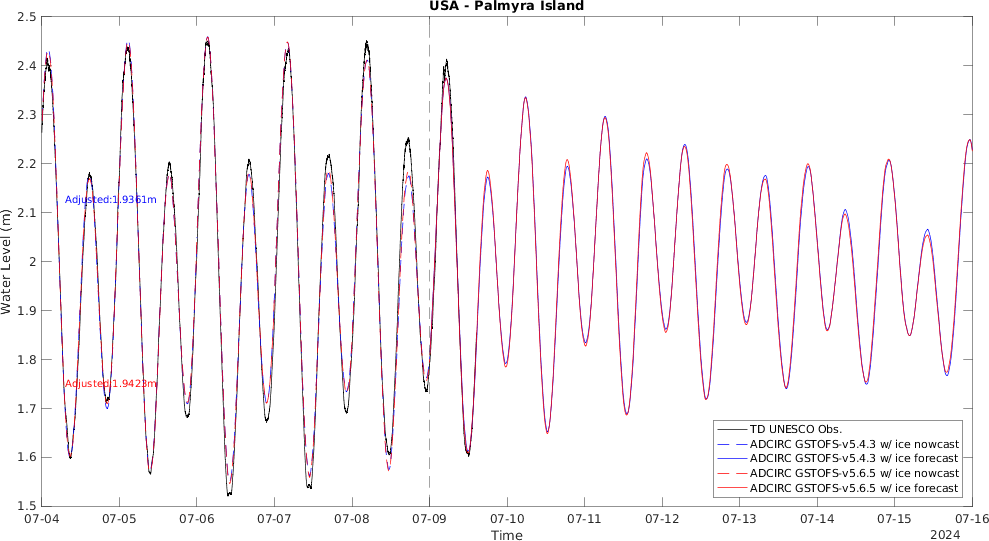 USA - Palmyra Island
2.5
2.4
2.3
2.2
2.1
2
1.9
1.8
1.7
1.6
1.5
Water Level (m)
Adjusted:1.9361m
Adjusted:1.9423m
TD UNESCO Obs.
ADCIRC GSTOFS-v5.4.3 w/ ice nowcast
ADCIRC GSTOFS-v5.4.3 w/ ice forecast
ADCIRC GSTOFS-v5.6.5 w/ ice nowcast
ADCIRC GSTOFS-v5.6.5 w/ ice forecast
07-04 07-05 07-06 07-07 07-08 07-09 07-10 07-11 07-12 07-13 07-14 07-15 07-16
Time
2024